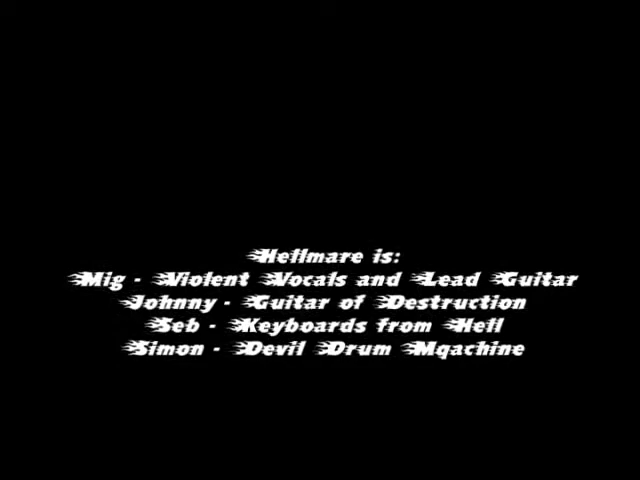 Hellmare is:
Mig - Violent Vocals and Lead Guitar
Johnny - Guitar of Destruction
Seb - Keyboards from Hell
Simon - Devil Drum Mqachine